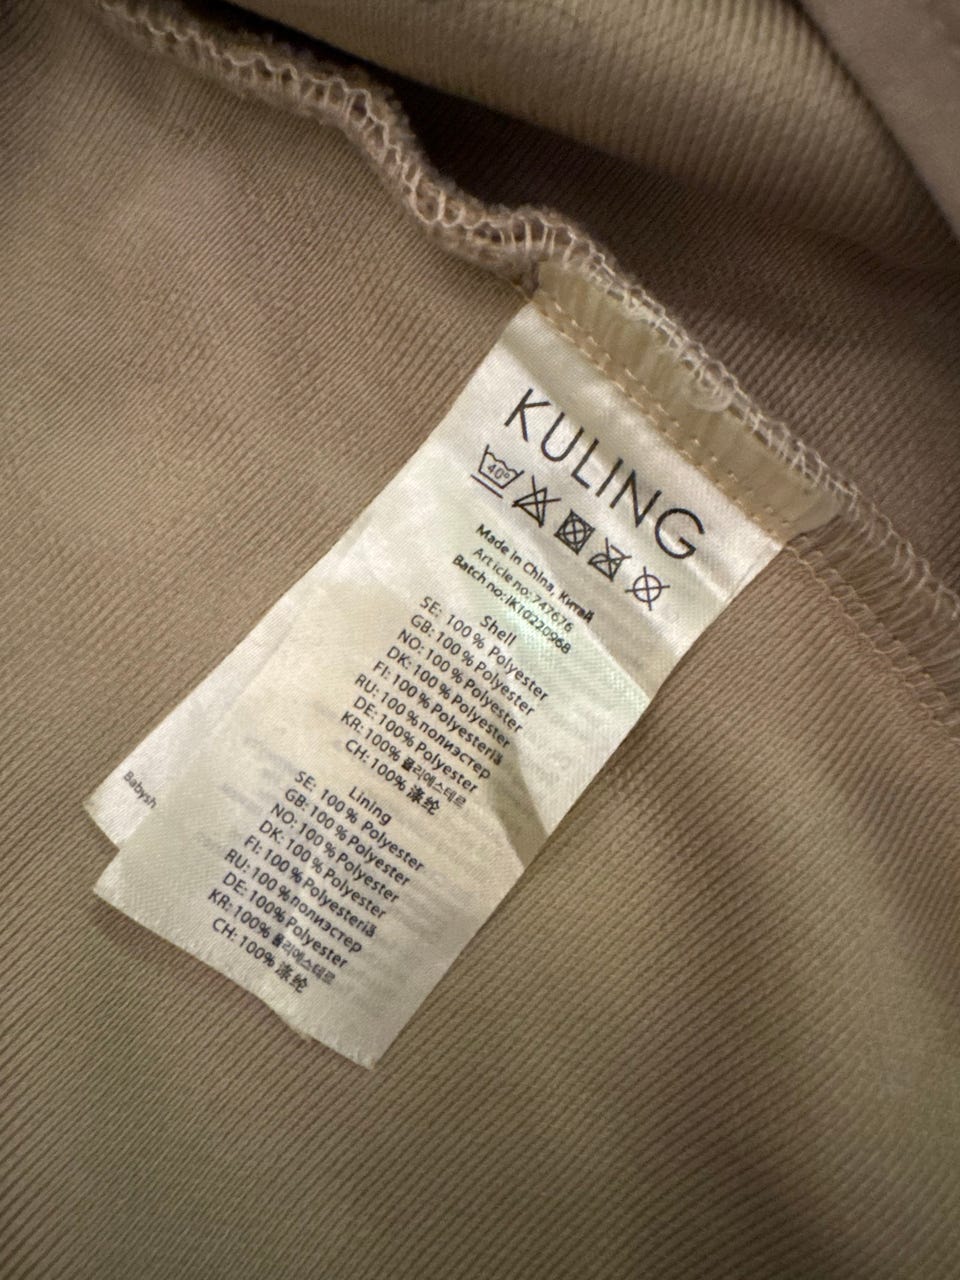 KULING
40°
Made in China, Китай
Article no: 747676
Batch no: IK10220968
Shell
SE: 100 % Polyester
GB: 100 % Polyester
NO: 100 % Polyester
DK: 100 % Polyester
FI: 100 % Polyesteriä
RU: 100 % полиэстер
DE: 100% Polyester
KR: 100% 폴리에스테르
CH: 100% 涤纶
Lining
SE: 100 % Polyester
GB: 100 % Polyester
NO: 100 % Polyester
DK: 100 % Polyester
FI: 100 % Polyesteriä
RU: 100 % полиэстер
DE: 100% Polyester
KR: 100% 폴리에스테르
CH: 100% 涤纶
Babysh